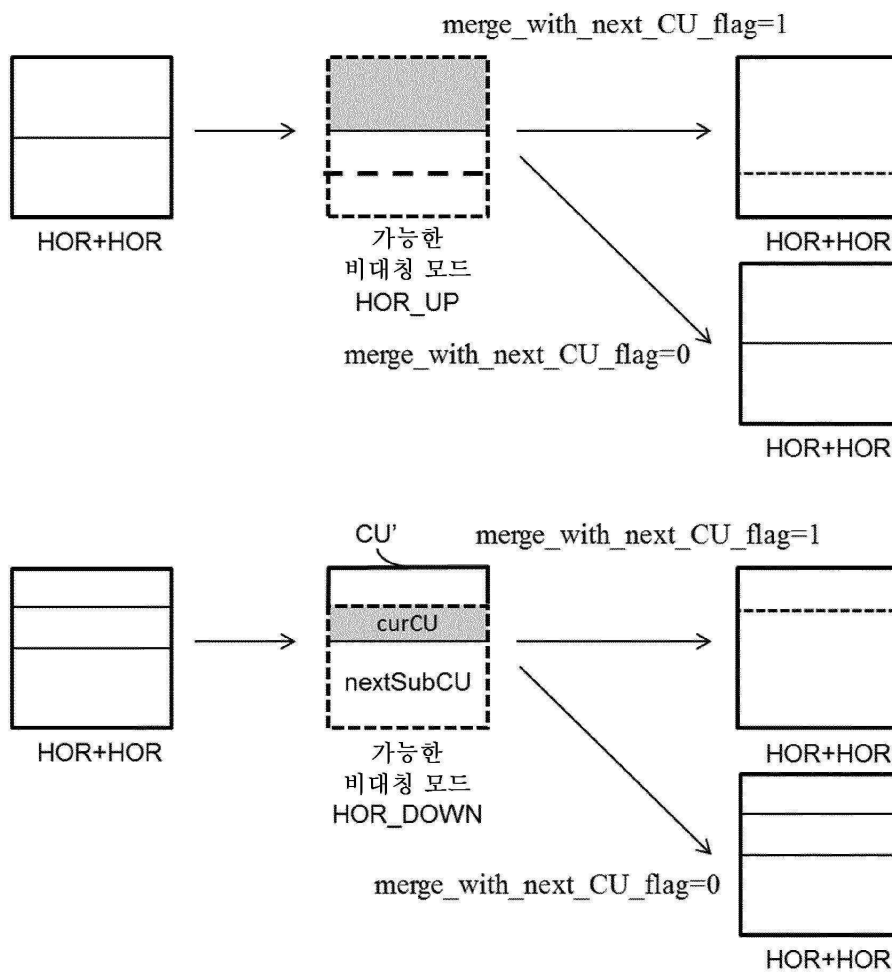 merge_with_next_CU_flag=1
HOR+HOR
가능한
비대칭 모드
HOR_UP
HOR+HOR
merge_with_next_CU_flag=0
HOR+HOR
CU'
merge_with_next_CU_flag=1
curCU
nextSubCU
HOR+HOR
가능한
비대칭 모드
HOR_DOWN
HOR+HOR
merge_with_next_CU_flag=0
HOR+HOR